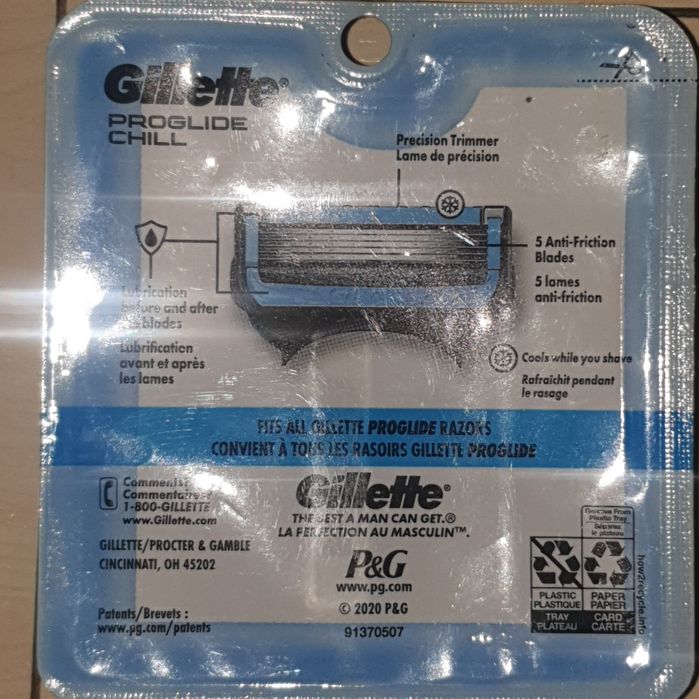 Gillette®
PROGLIDE
CHILL
Precision Trimmer
Lame de précision
5 Anti-Friction
Blades
5 lames
anti-friction
Lubrication
before and after
blades
Lubrification
avant et après
les lames
Cools while you shave
Rafraîchit pendant
le rasage
FITS ALL GILLETTE PROGLIDE RAZORS
CONVIENT À TOUS LES RASOIRS GILLETTE PROGLIDE
Comments?
Commentaires?
1-800-GILLETTE
www.Gillette.com
GILLETTE/PROCTER & GAMBLE
CINCINNATI, OH 45202
Patents/Brevets :
www.pg.com/patents
Gillette®
THE BEST A MAN CAN GET.®
LA PERFECTION AU MASCULIN™.
P&G
www.pg.com
© 2020 P&G
91370507
Remove From
Plastic Tray
Séparez
le plateau
PLASTIC
PLASTIQUE
TRAY
PLATEAU
PAPER
PAPIER
CARD
CARTE
how2recycle.info